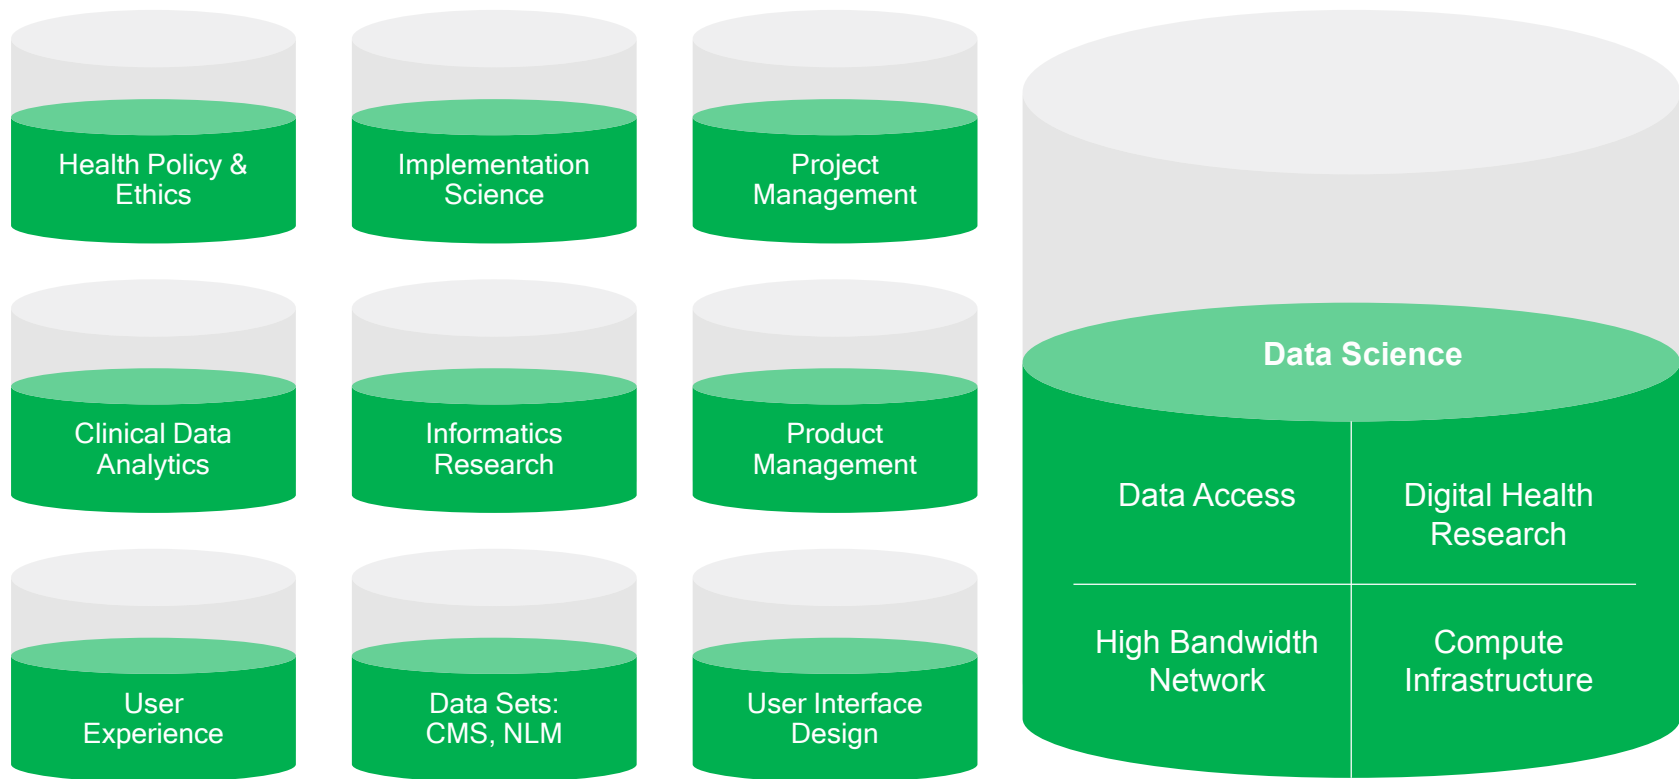 Health Policy &
Ethics
Implementation
Science
Project
Management
Clinical Data
Analytics
Informatics
Research
Product
Management
User
Experience
Data Sets:
CMS, NLM
User Interface
Design
Data Science
Data Access
Digital Health
Research
High Bandwidth
Network
Compute
Infrastructure